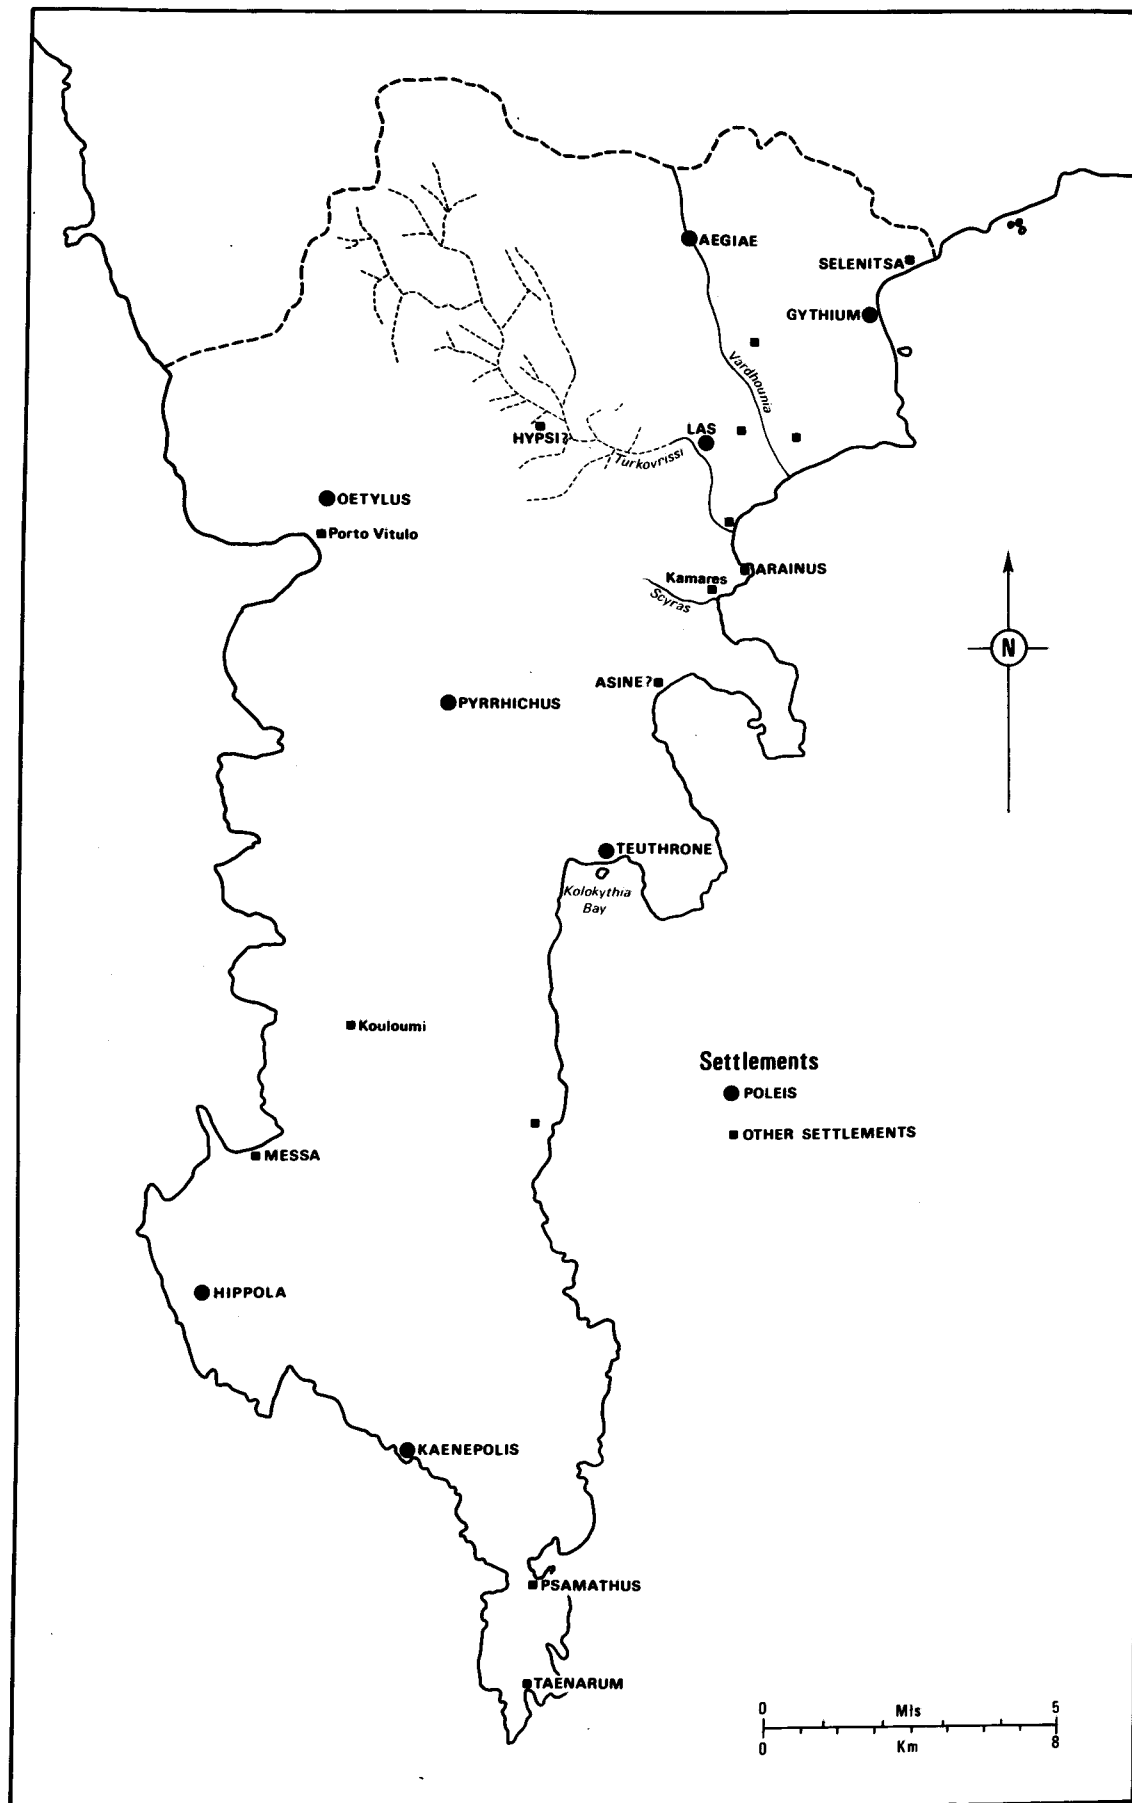 AEGIAE
SELENITSA
GYTHIUM
Vardhounia
LAS
HYPSI?
Turkovrissi
OETYLUS
Porto Vitulo
ARAINUS
Kamares
Scyras
ASINE?
PYRRHICHUS
TEUTHRONE
Kolokythia
Bay
N
Kouloumi
Settlements
POLEIS
OTHER SETTLEMENTS
MESSA
HIPPOLA
KAENEPOLIS
PSAMATHUS
TAENARUM
0 Mls 5
0 Km 8